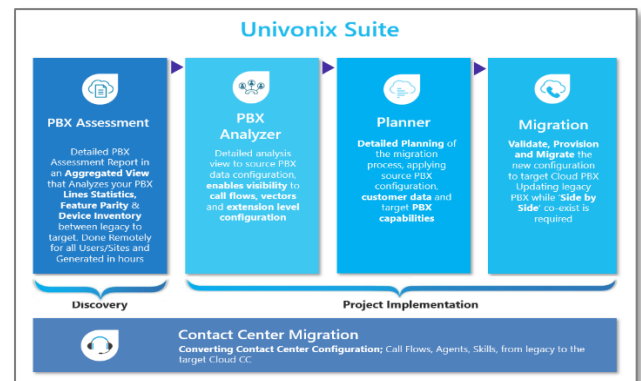 Univonix Suite
PBX Assessment
Detailed PBX
Assessment Report in
an Aggregated View
that Analyzes your PBX
Lines Statistics,
Feature Parity &
Device Inventory
between legacy to
target. Done Remotely
for all Users/Sites and
Generated in hours
PBX
Analyzer
Detailed analysis
view to source PBX
data configuration,
enables visibility to
call flows, vectors
and extension level
configuration
Planner
Detailed Planning of
the migration
process, applying
source PBX
configuration,
customer data and
target PBX
capabilities
Migration
Validate, Provision
and Migrate the
new configuration
to target Cloud PBX
Updating legacy
PBX while 'Side by
Side' co-exist is
required
Discovery
Project Implementation
Contact Center Migration
Converting Contact Center Configuration; Call Flows, Agents, Skills, from legacy to the
target Cloud CC